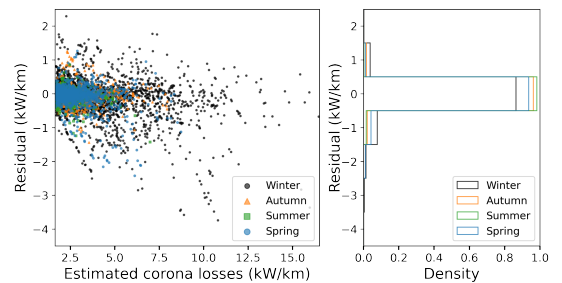 2
1
0
−1
−2
−3
−4
Residual (kW/km)
2.5 5.0 7.5 10.0 12.5 15.0
Estimated corona losses (kW/km)
Winter
Autumn
Summer
Spring
2
1
0
−1
−2
−3
−4
Residual (kW/km)
0.0 0.2 0.4 0.6 0.8 1.0
Density
Winter
Autumn
Summer
Spring